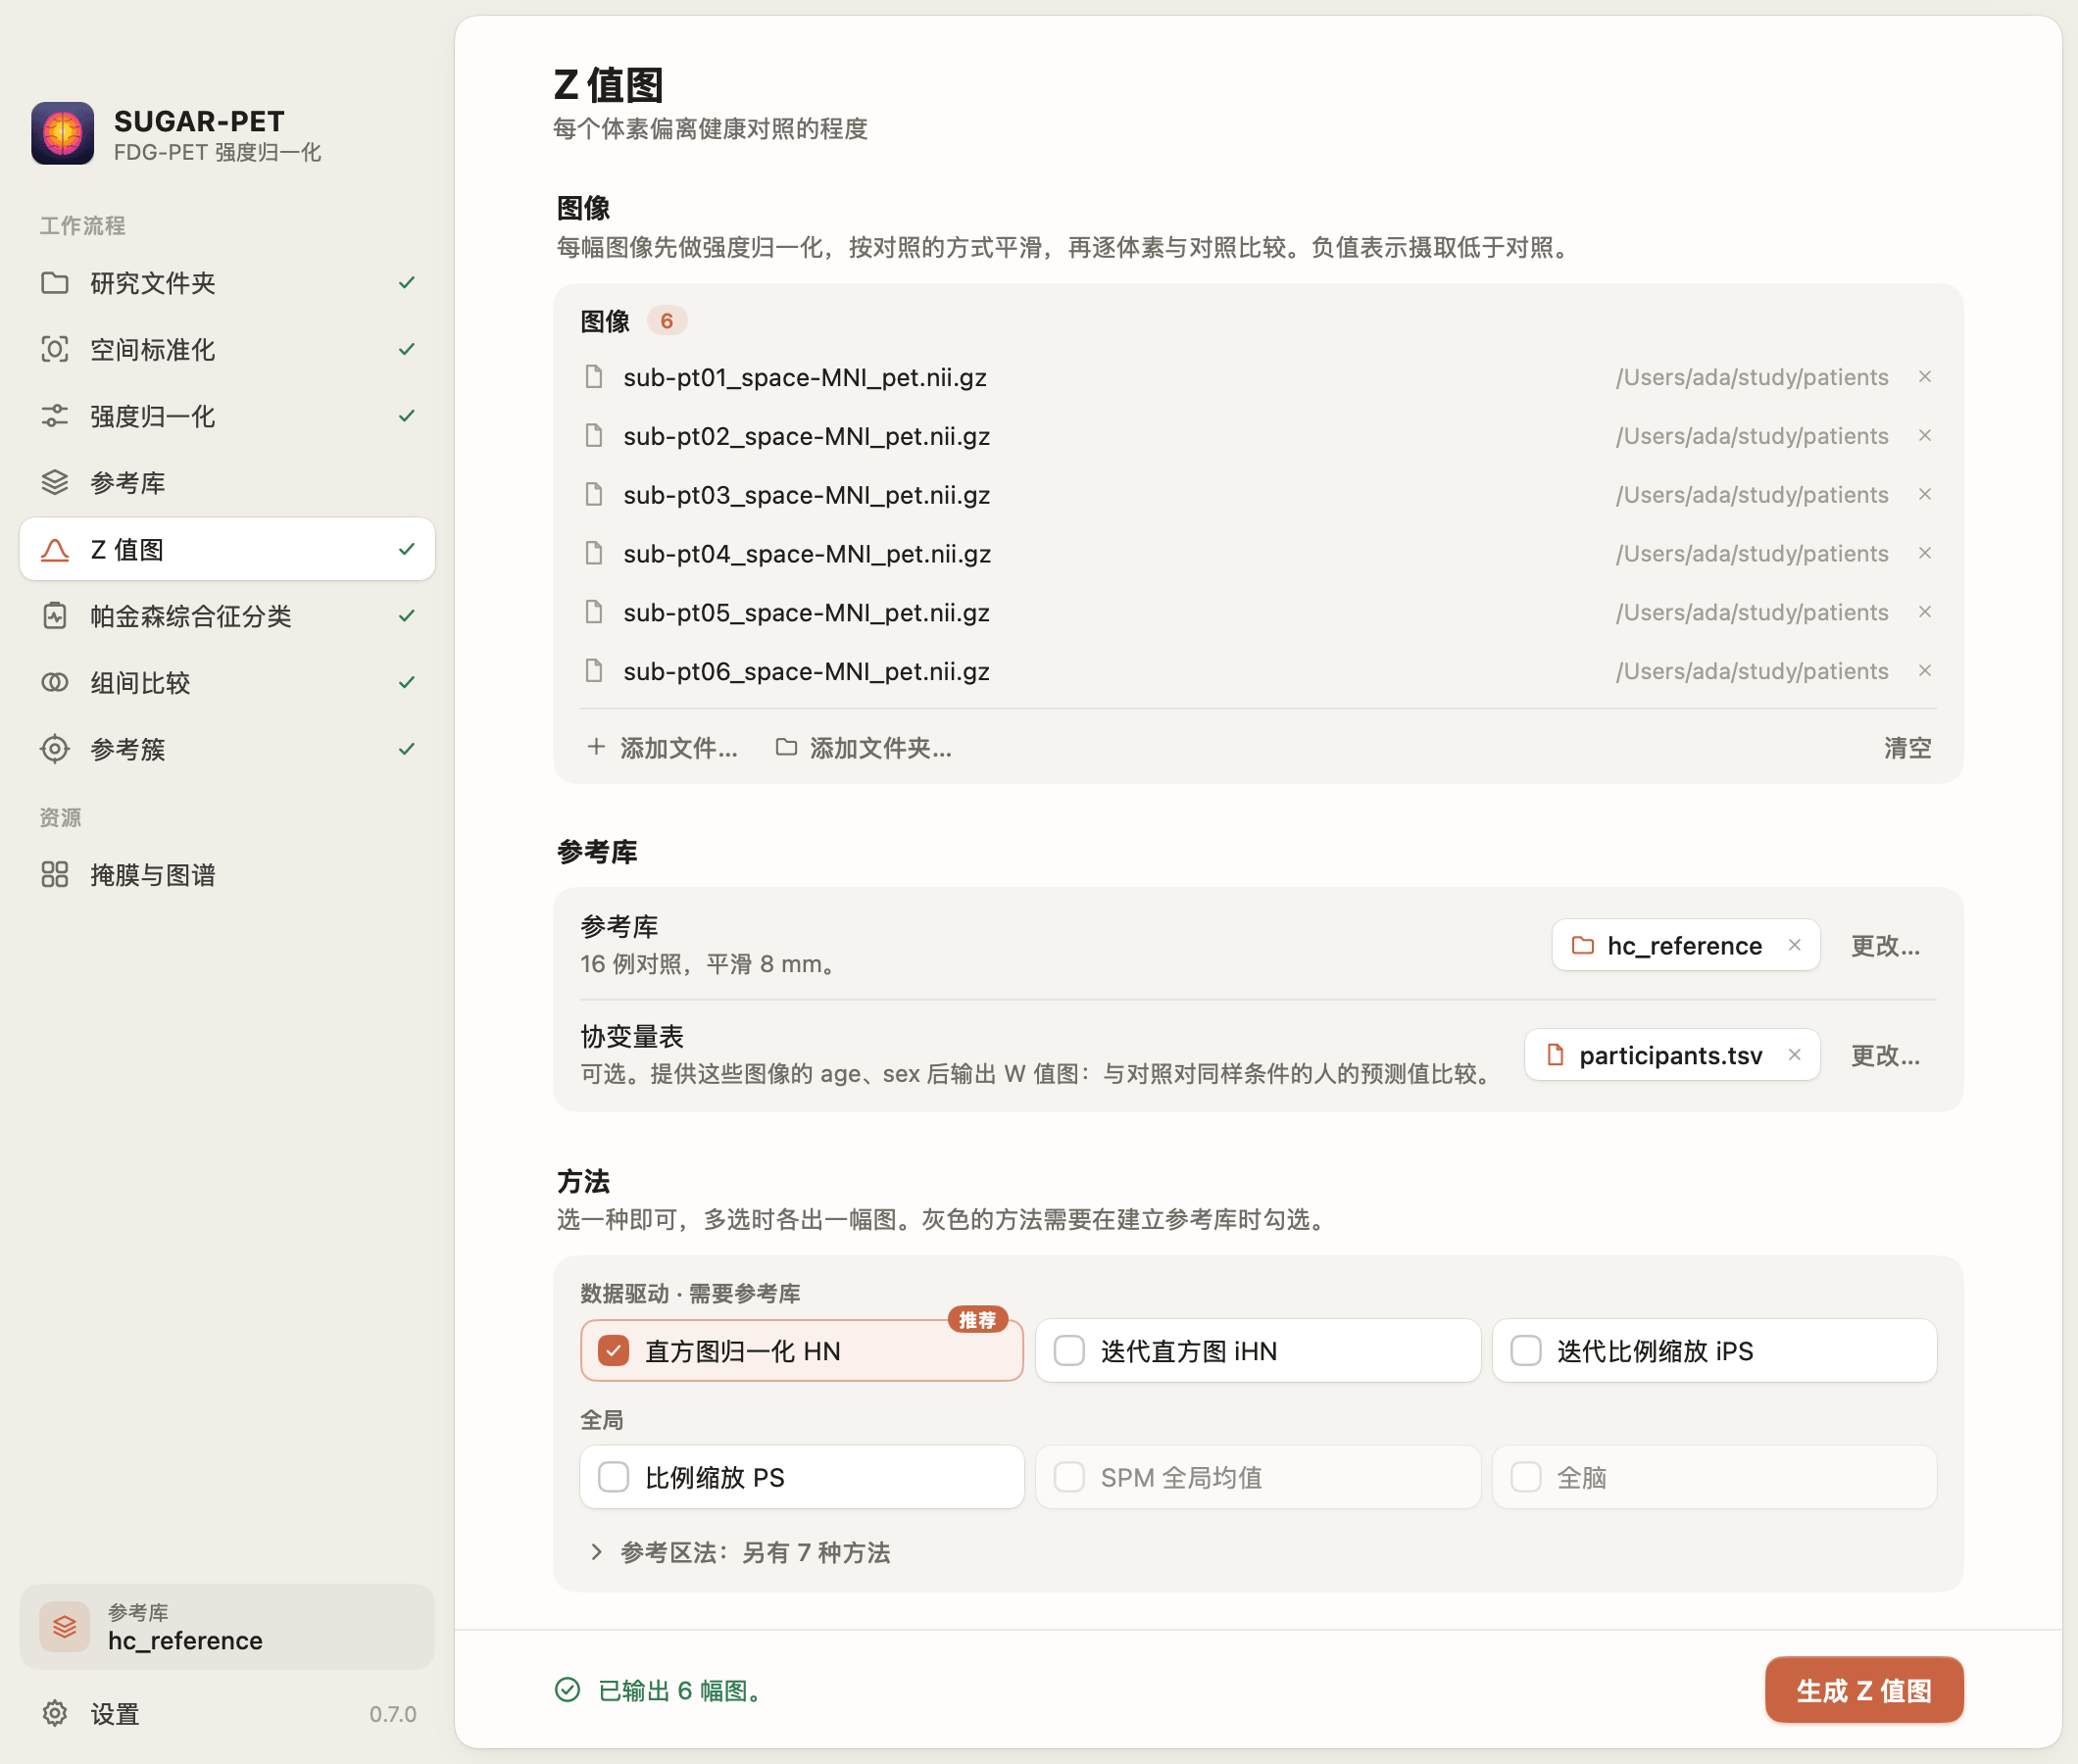 SUGAR-PET
FDG-PET 强度归一化
工作流程
研究文件夹
空间标准化
强度归一化
参考库
Z 值图
帕金森综合征分类
组间比较
参考簇
资源
掩膜与图谱
参考库
hc_reference
设置
0.7.0
Z 值图
每个体素偏离健康对照的程度
图像
每幅图像先做强度归一化，按对照的方式平滑，再逐体素与对照比较。负值表示摄取低于对照。
图像 6
sub-pt01_space-MNI_pet.nii.gz /Users/ada/study/patients
sub-pt02_space-MNI_pet.nii.gz /Users/ada/study/patients
sub-pt03_space-MNI_pet.nii.gz /Users/ada/study/patients
sub-pt04_space-MNI_pet.nii.gz /Users/ada/study/patients
sub-pt05_space-MNI_pet.nii.gz /Users/ada/study/patients
sub-pt06_space-MNI_pet.nii.gz /Users/ada/study/patients
添加文件... 添加文件夹... 清空
参考库
参考库
16 例对照，平滑 8 mm。
hc_reference 更改...
协变量表
可选。提供这些图像的 age、sex 后输出 W 值图：与对照对同样条件的人的预测值比较。
participants.tsv 更改...
方法
选一种即可，多选时各出一幅图。灰色的方法需要在建立参考库时勾选。
数据驱动 · 需要参考库
推荐
直方图归一化 HN 迭代直方图 iHN 迭代比例缩放 iPS
全局
比例缩放 PS SPM 全局均值 全脑
参考区法：另有 7 种方法
已输出 6 幅图。
生成 Z 值图